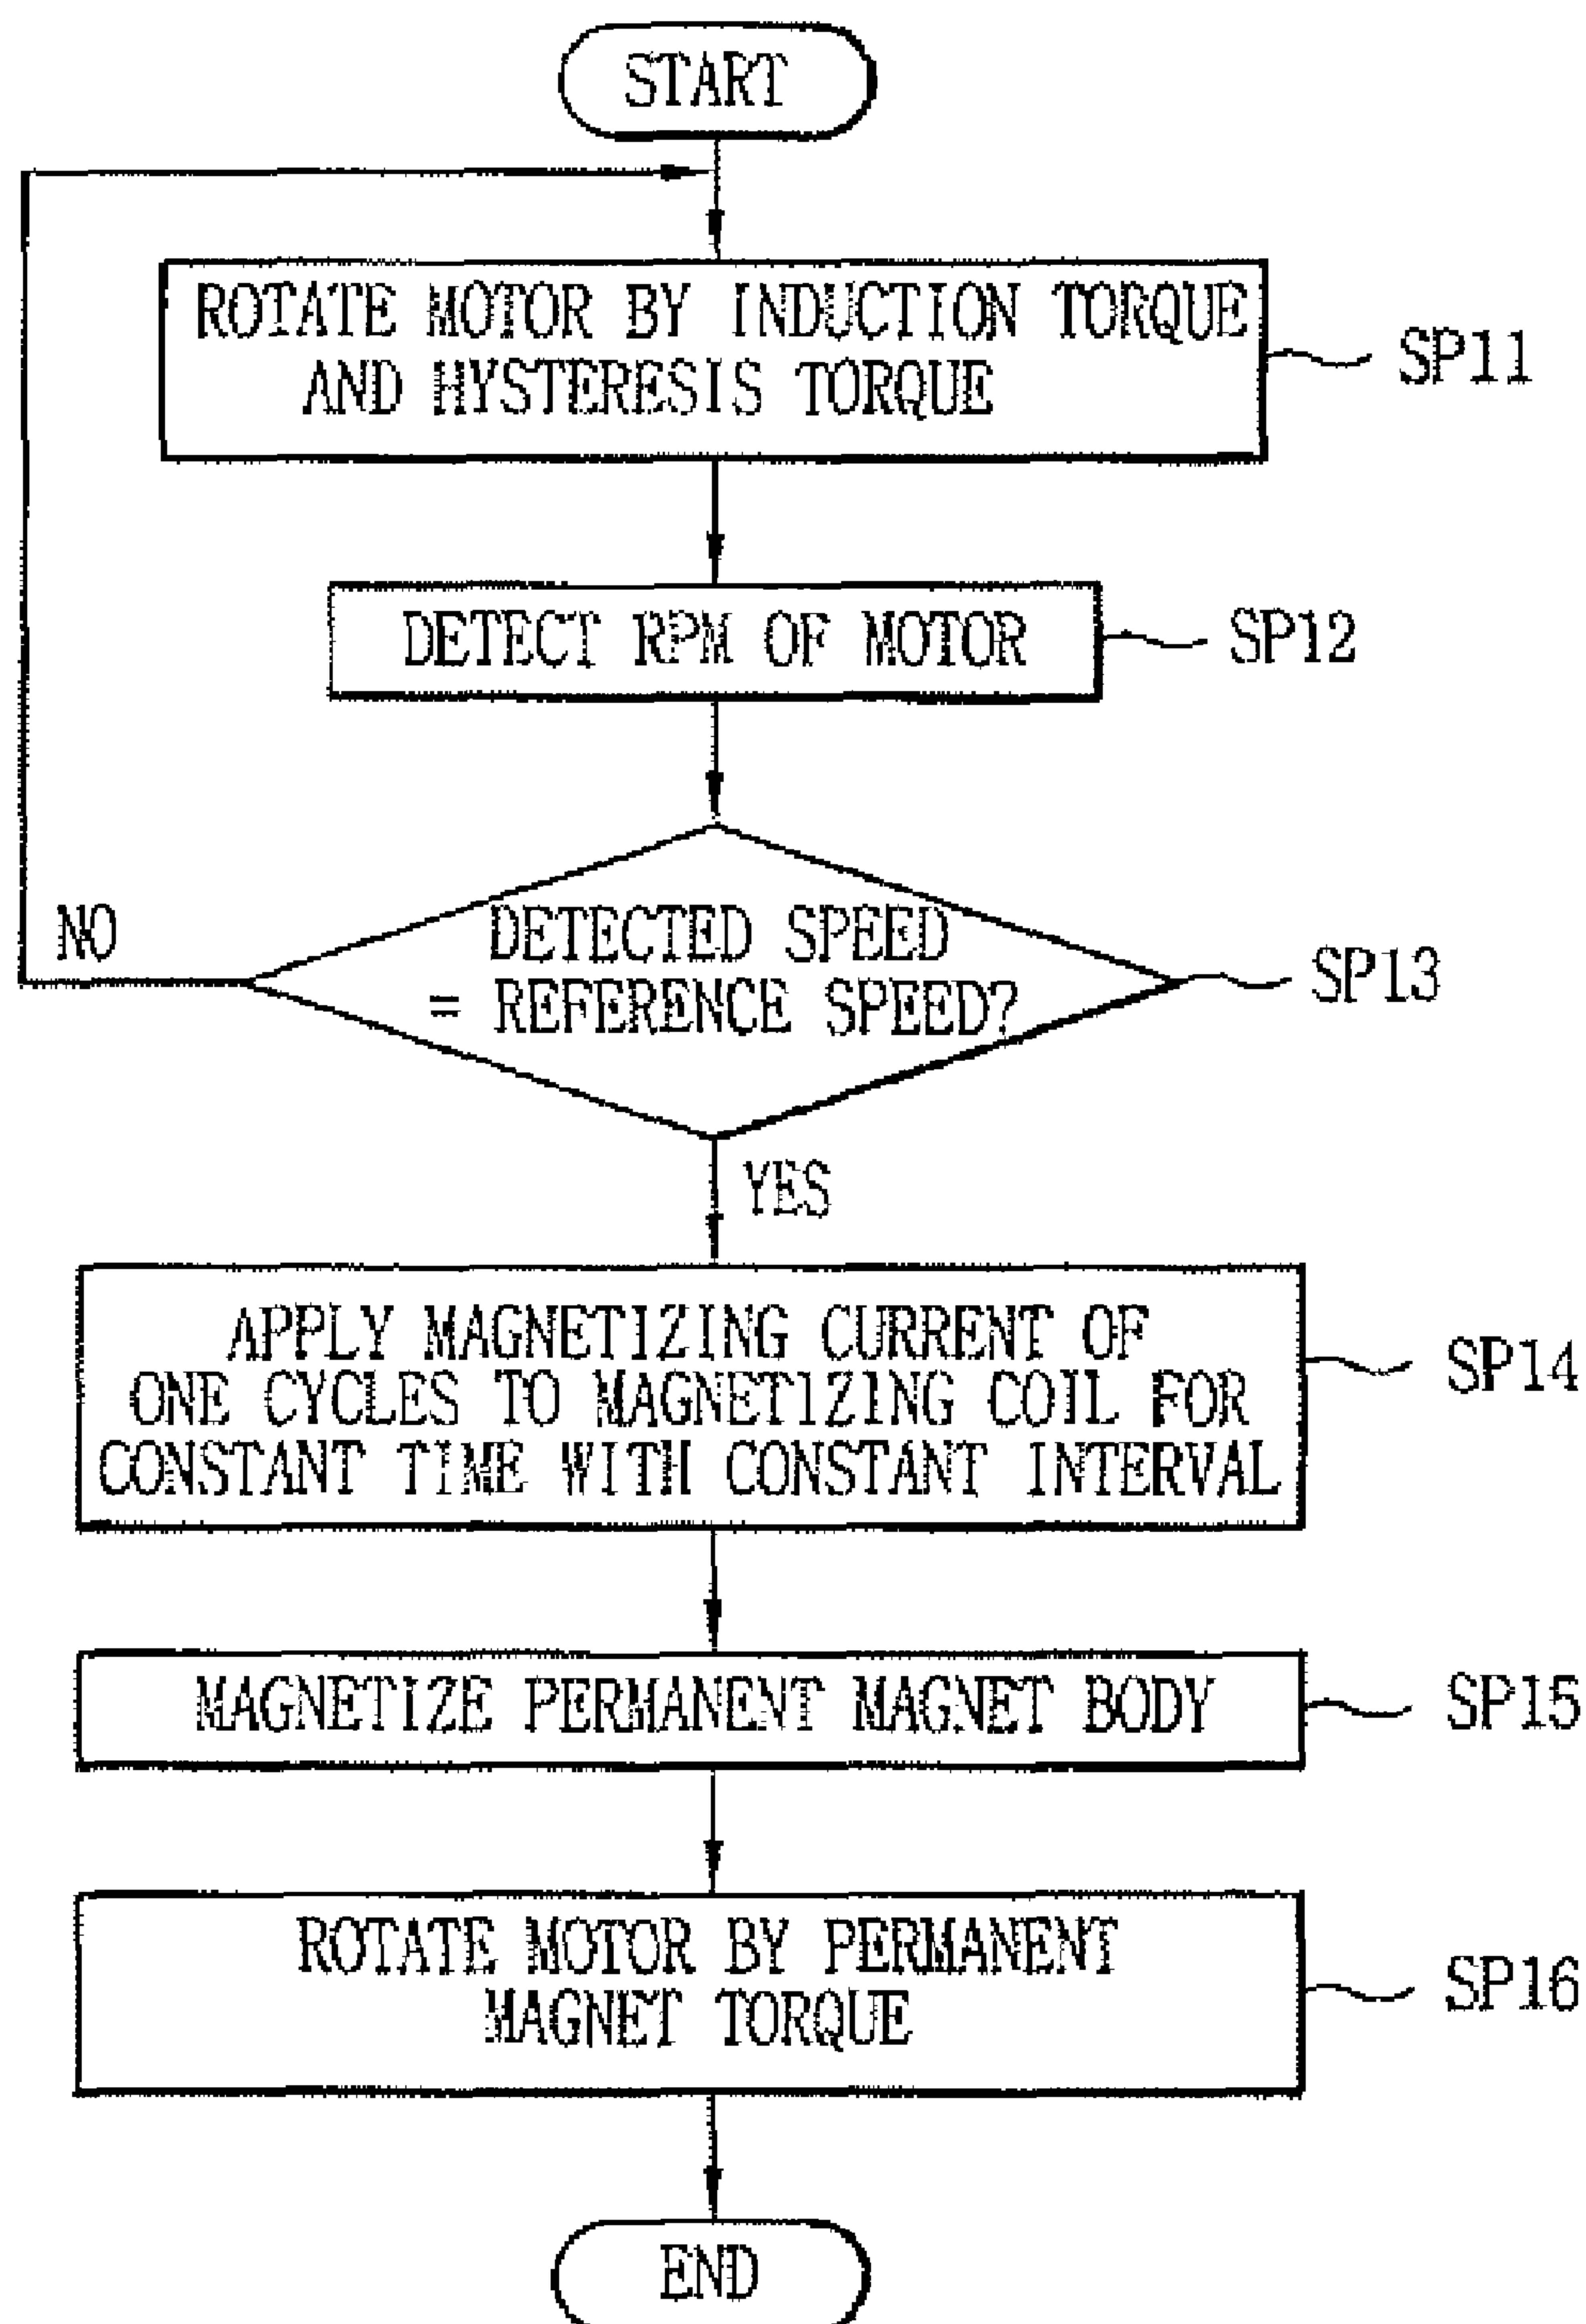 START
ROTATE MOTOR BY INDUCTION TORQUE
AND HYSTERESIS TORQUE
SP11
DETECT RPM OF MOTOR
SP12
NO
DETECTED SPEED
= REFERENCE SPEED?
SP13
YES
APPLY MAGNETIZING CURRENT OF
ONE CYCLES TO MAGNETIZING COIL FOR
CONSTANT TIME WITH CONSTANT INTERVAL
SP14
MAGNETIZE PERMANENT MAGNET BODY
SP15
ROTATE MOTOR BY PERMANENT
MAGNET TORQUE
SP16
END